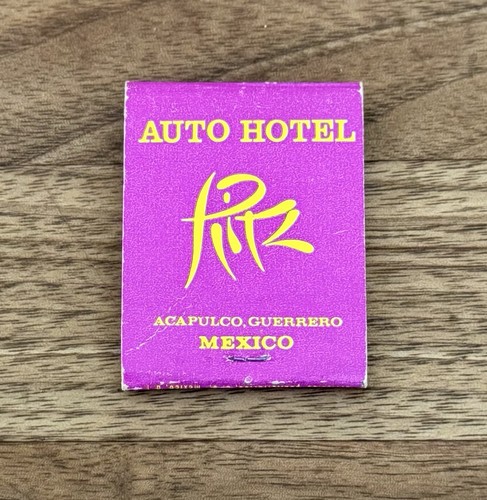 AUTO HOTEL
Ritz
ACAPULCO, GUERRERO
MEXICO